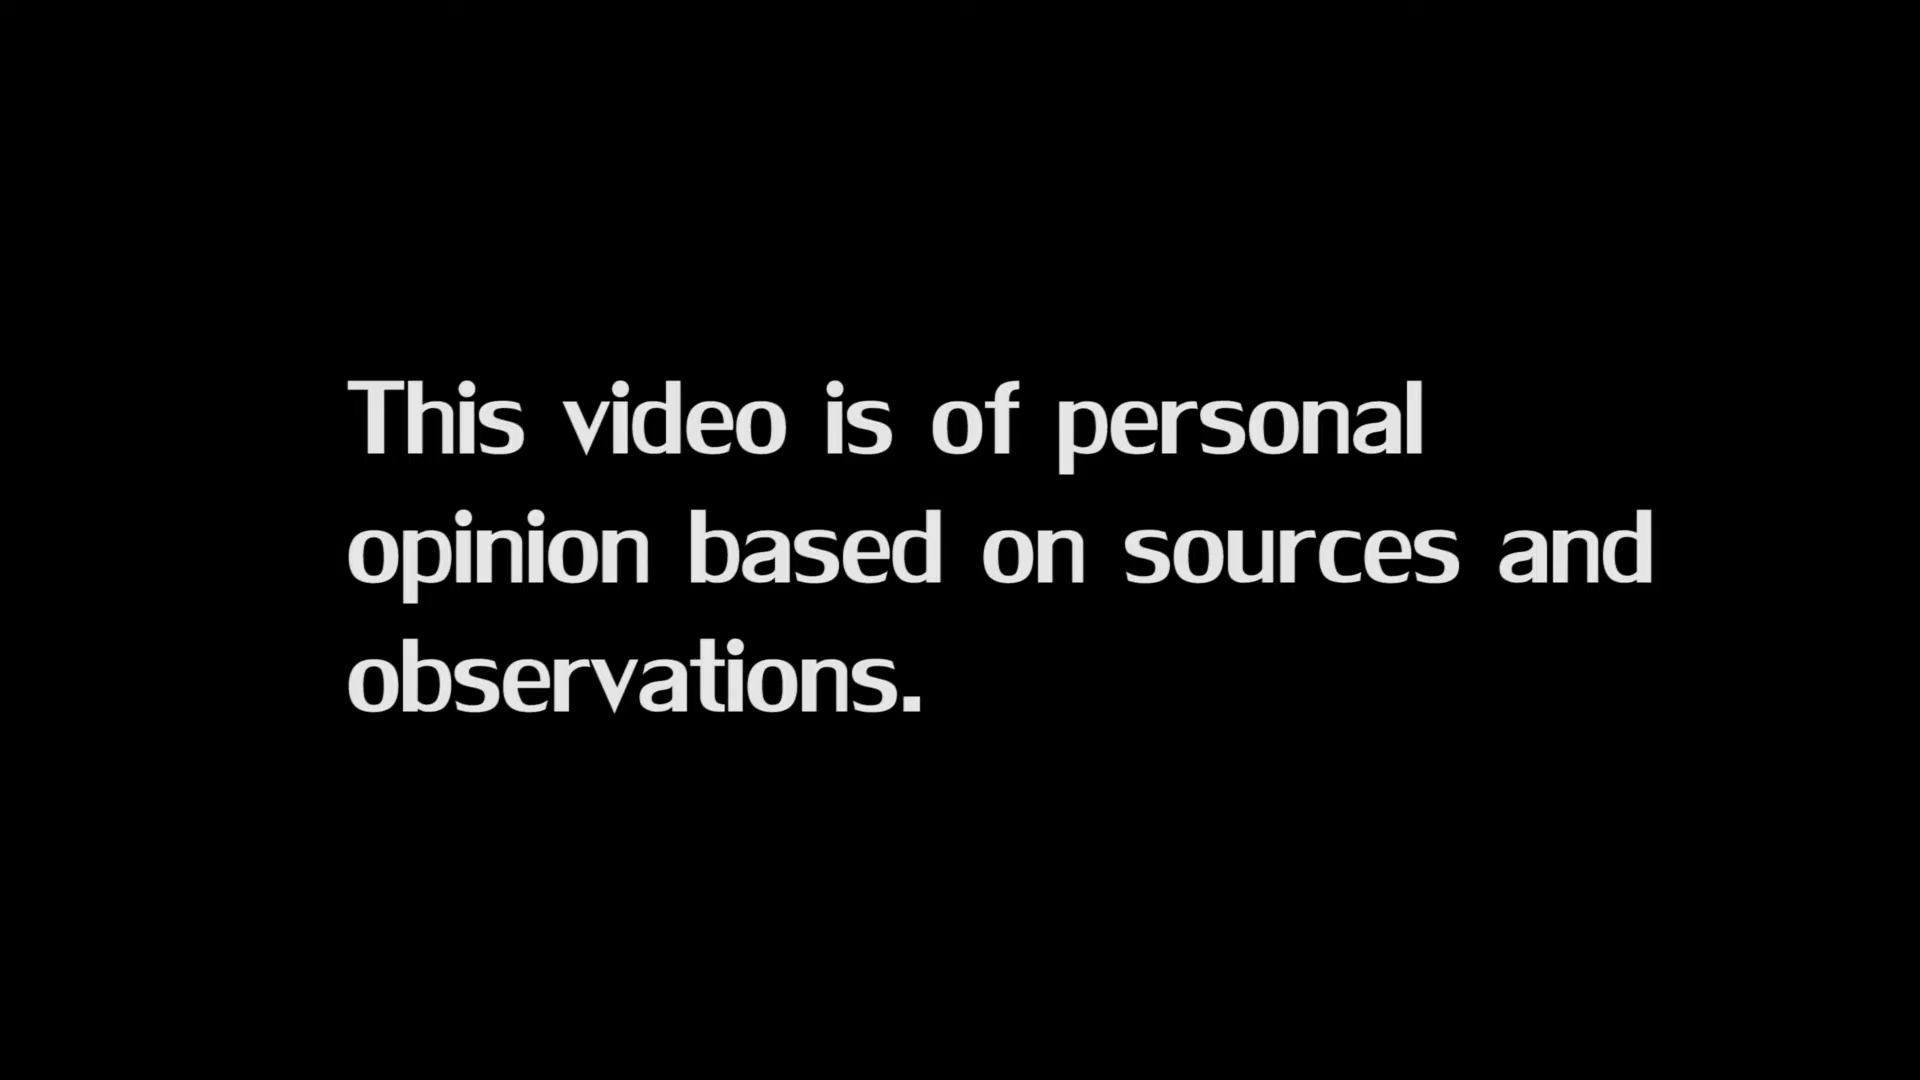 This video is of personal
opinion based on sources and
observations.